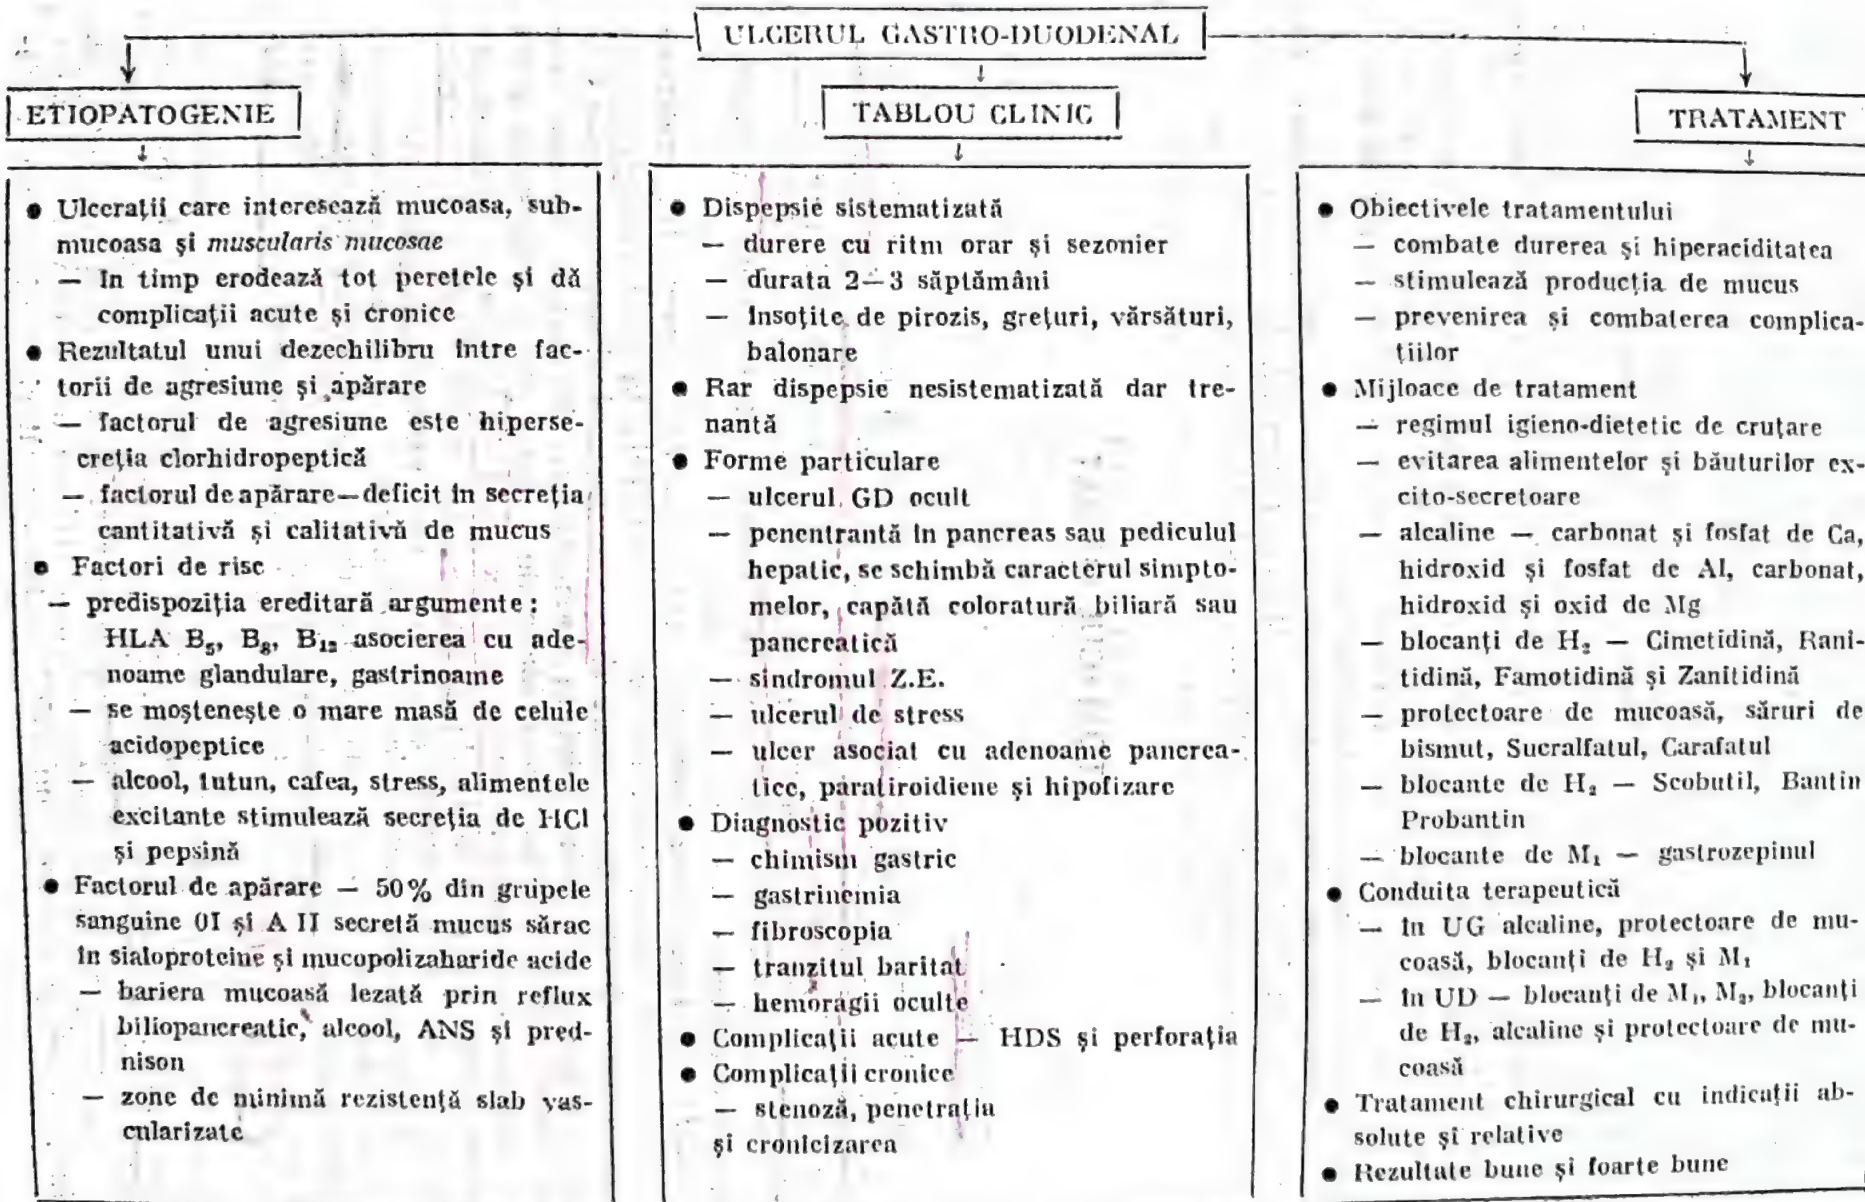 ULCERUL GASTRO-DUODENAL
ETIOPATOGENIE
● Ulcerații care interesează mucoasa, sub-
mucoasa și muscularis mucosae
— In timp erodează tot peretele și dă
complicații acute și cronice
● Rezultatul unui dezechilibru între fac-
torii de agresiune și apărare
— factorul de agresiune este hiperse-
creția clorhidropeptică
— factorul de apărare—deficit in secreția
cantitativă și calitativă de mucus
● Factori de risc
— predispoziția ereditară argumente:
HLA B₅, B₈, B₁₂ asocierea cu ade-
noame glandulare, gastrinoame
— se moștenește o mare masă de celule
acidopeptice
— alcool, tutun, cafea, stress, alimentele
excitante stimulează secreția de HCl
și pepsină
● Factorul de apărare — 50% din grupele
sanguine 0I și A II secretă mucus sărac
în sialoproteine și mucopolizaharide acide
— bariera mucoasă lezată prin reflux
biliopancreatic, alcool, ANS și pred-
nison
— zone de minimă rezistență slab vas-
cularizate
TABLOU CLINIC
● Dispepsie sistematizată
— durere cu ritm orar și sezonier
— durata 2—3 săptămâni
— însoțite de pirozis, grețuri, vărsături,
balonare
● Rar dispepsie nesistematizată dar tre-
nantă
● Forme particulare
— ulcerul GD ocult
— penentrantă în pancreas sau pediculul
hepatic, se schimbă caracterul simpto-
melor, capătă coloratură biliară sau
pancreatică
— sindromul Z.E.
— ulcerul de stress
— ulcer asociat cu adenoame pancrea-
tice, paratiroidiene și hipofizare
● Diagnostic pozitiv
— chimism gastric
— gastrinemia
— fibroscopia
— tranzitul baritat
— hemoragii oculte
● Complicații acute — HDS și perforația
● Complicații cronice
— stenoză, penetrația
și cronicizarea
TRATAMENT
● Obiectivele tratamentului
— combate durerea și hiperaciditatea
— stimulează producția de mucus
— prevenirea și combaterea complica-
țiilor
● Mijloace de tratament
— regimul igieno-dietetic de cruțare
— evitarea alimentelor și băuturilor ex-
cito-secretoare
— alcaline — carbonat și fosfat de Ca,
hidroxid și fosfat de Al, carbonat,
hidroxid și oxid de Mg
— blocanți de H₂ — Cimetidină, Rani-
tidină, Famotidină și Zanitidină
— protectoare de mucoasă, săruri de
bismut, Sucralfatul, Carafatul
— blocante de H₂ — Scobutil, Bantin
Probantin
— blocante de M₁ — gastrozepinul
● Conduita terapeutică
— în UG alcaline, protectoare de mu-
coasă, blocanți de H₂ și M₁
— în UD — blocanți de M₁, M₂, blocanți
de H₂, alcaline și protectoare de mu-
coasă
● Tratament chirurgical cu indicații ab-
solute și relative
● Rezultate bune și foarte bune